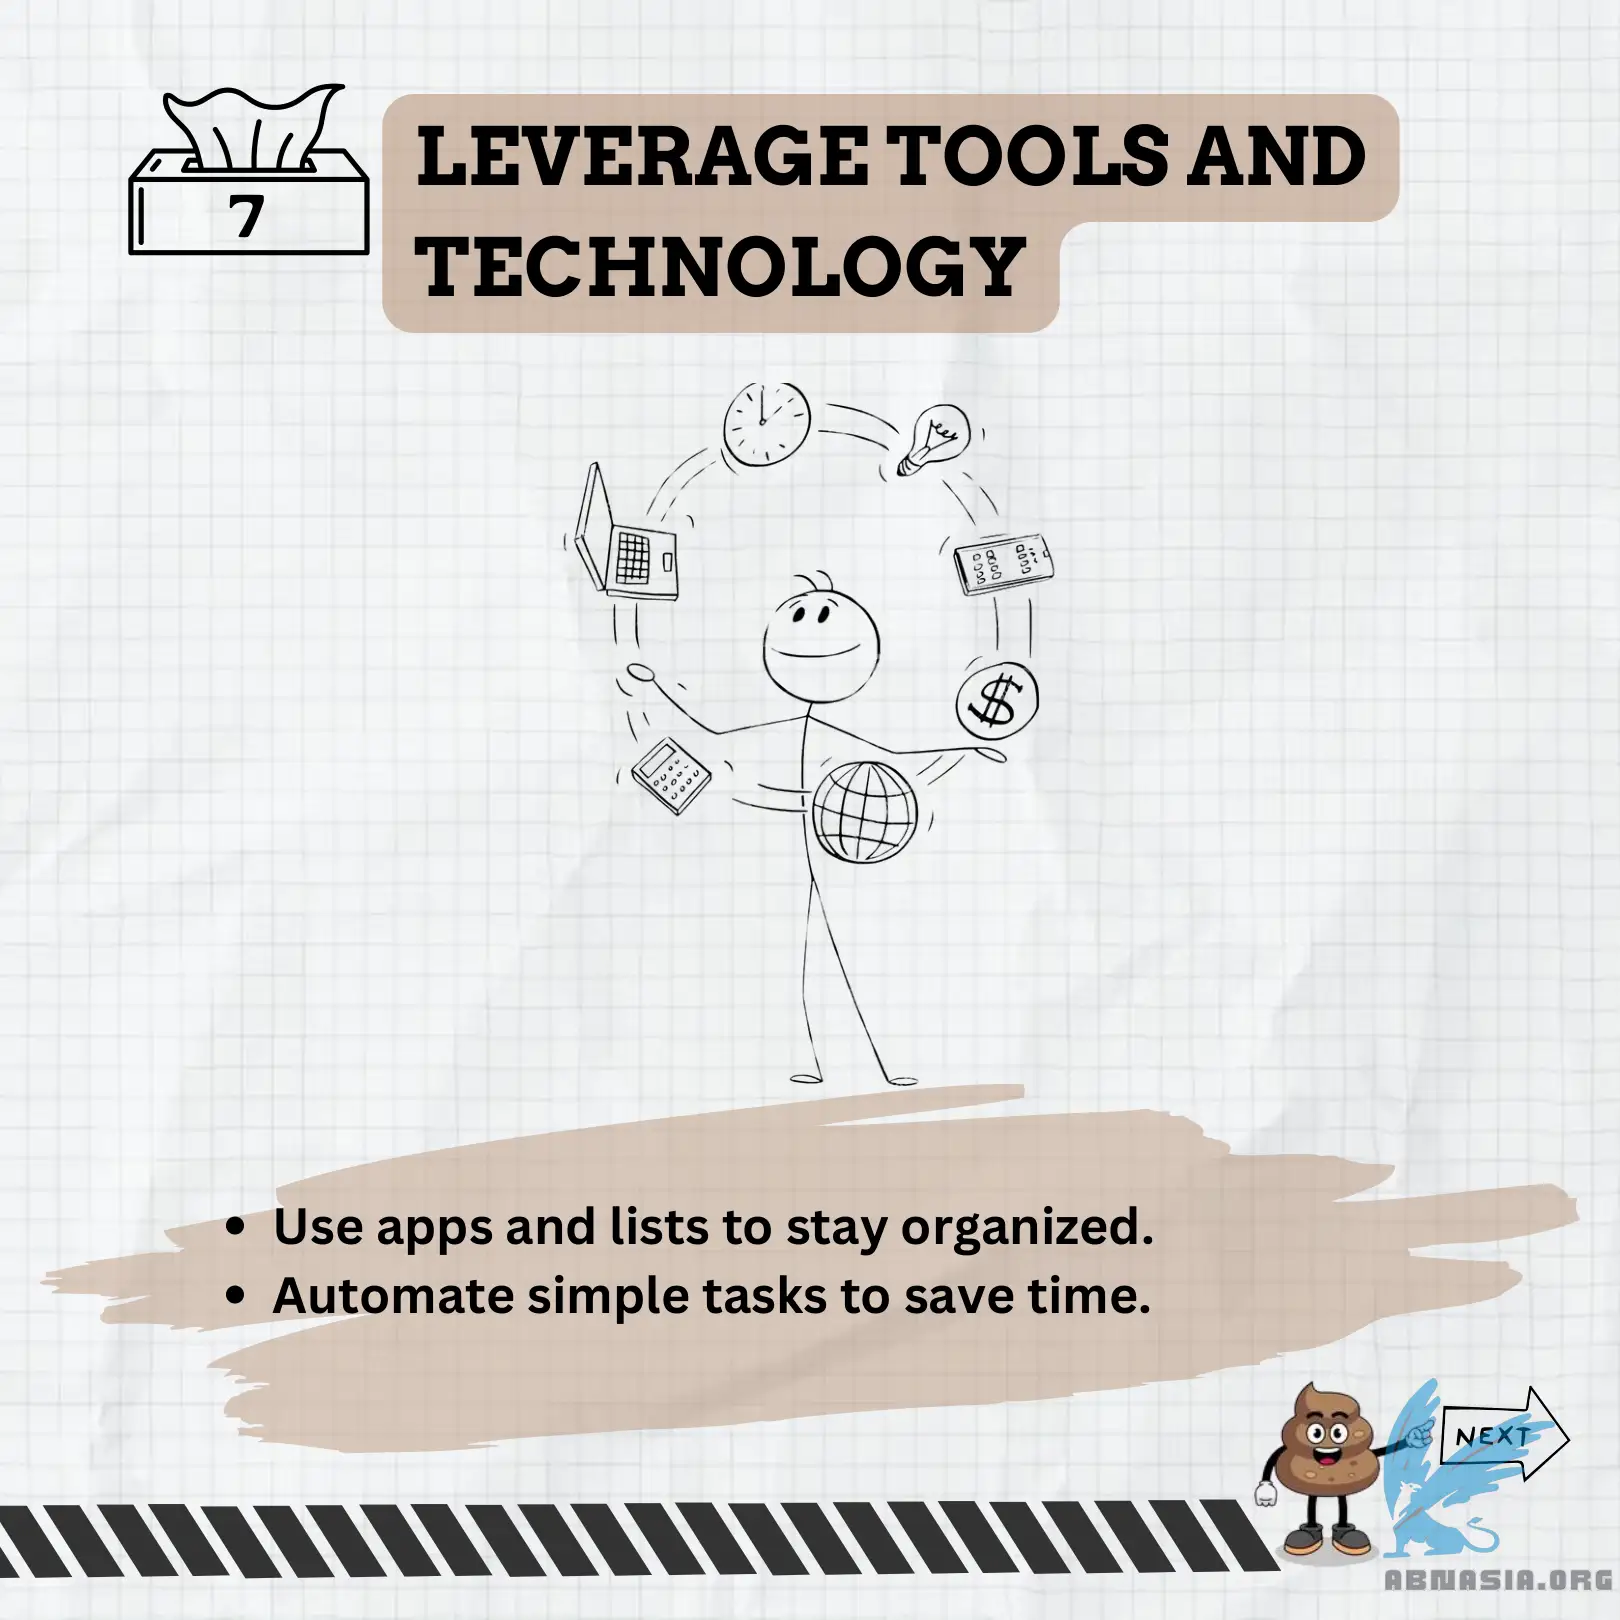 7
LEVERAGE TOOLS AND
TECHNOLOGY
$
• Use apps and lists to stay organized.
• Automate simple tasks to save time.
NEXT
ABNASIA.ORG